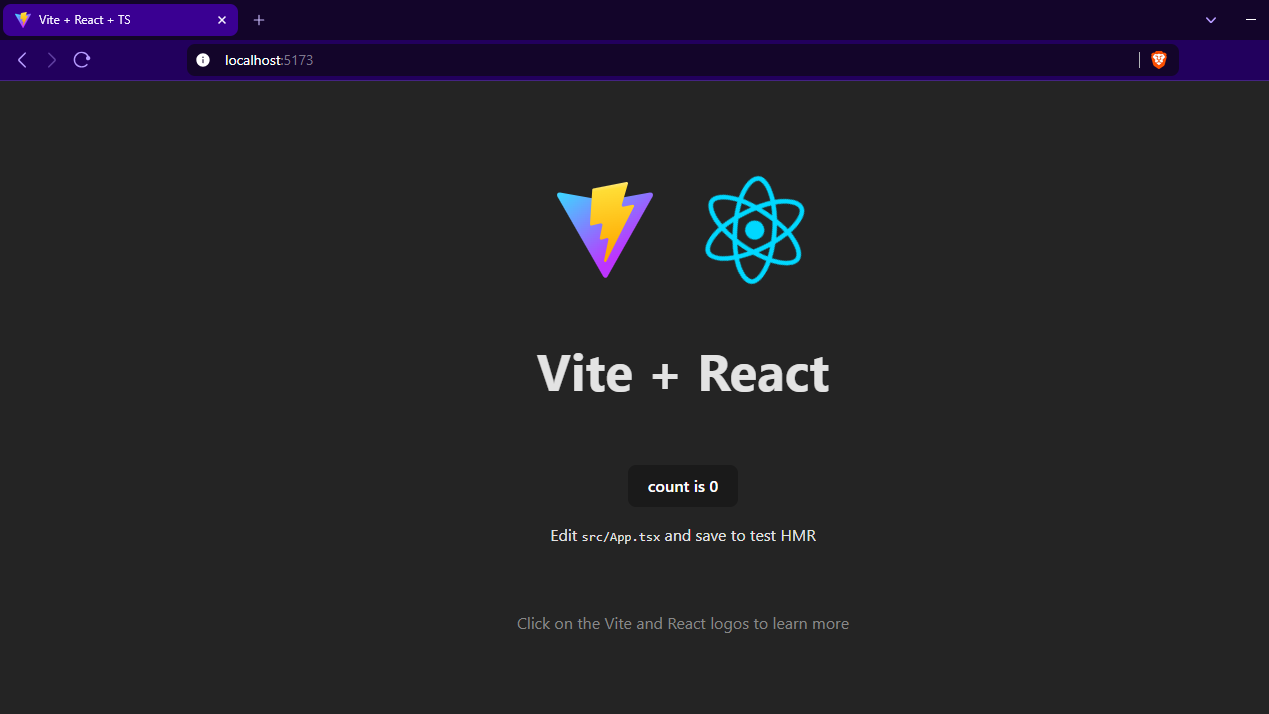 Vite + React + TS
localhost:5173
Vite + React
count is 0
Edit src/App.tsx and save to test HMR
Click on the Vite and React logos to learn more